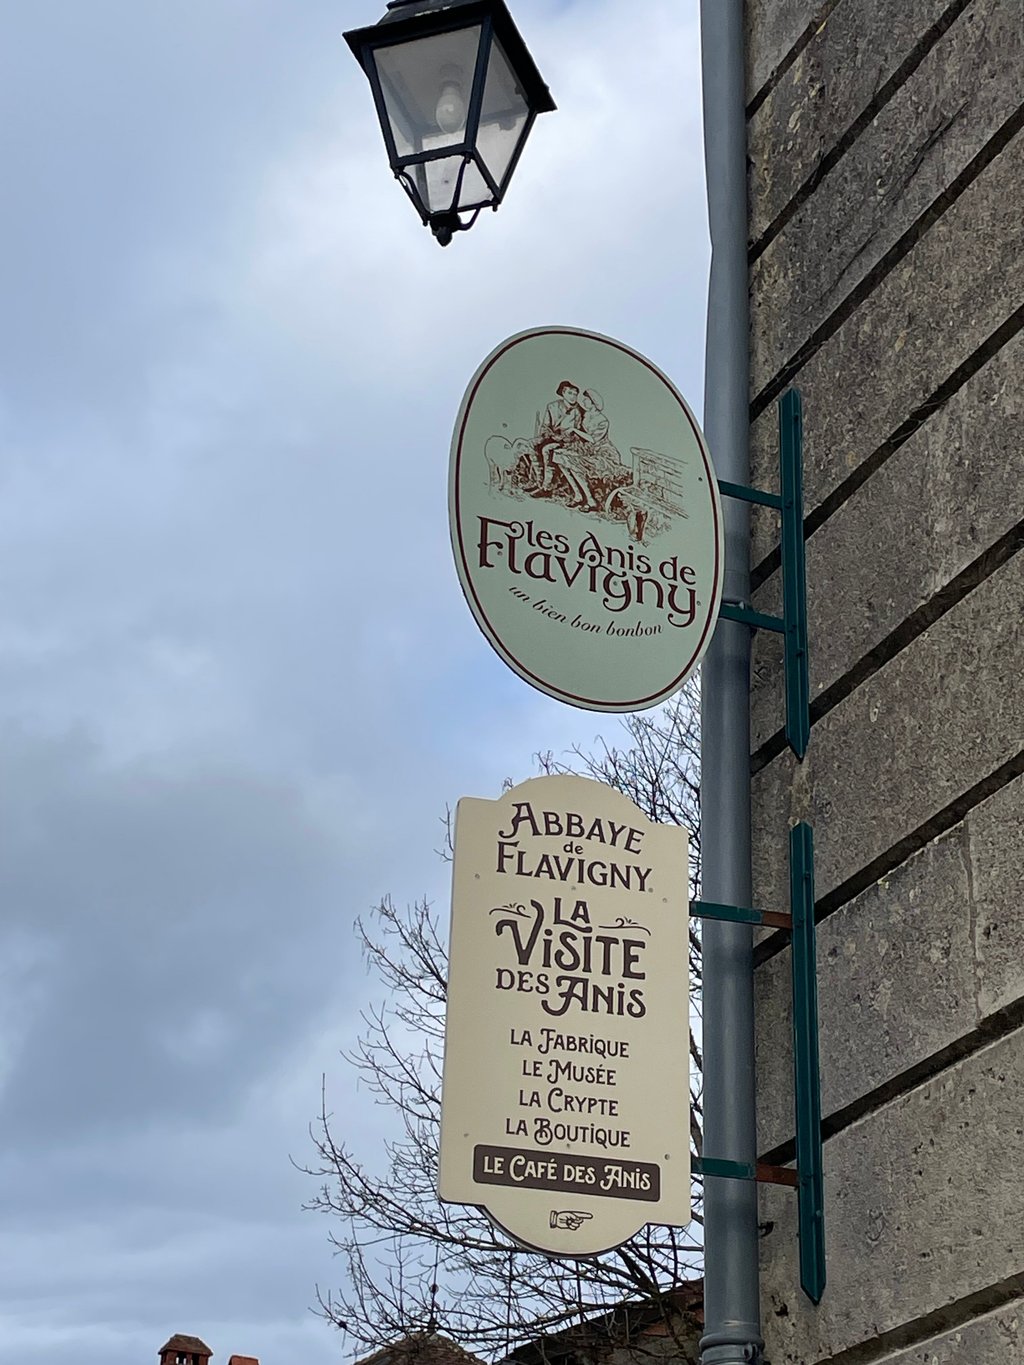 les Anis de
Flavigny
un bien bon bonbon
ABBAYE
de
FLAVIGNY
LA
ViSITE
DES ANiS
LA FABRiQUE
LE MUSÉE
LA CRYPTE
LA BOUTiQUE
LE CAFÉ DES ANiS